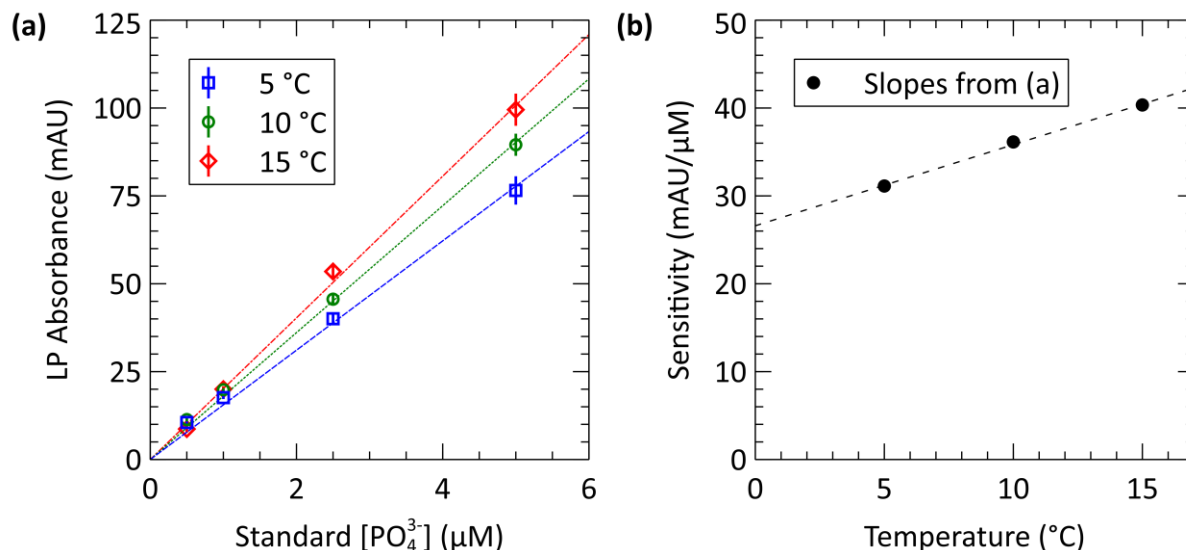 (a)
125
100
75
50
25
0
LP Absorbance (mAU)
5 °C
10 °C
15 °C
0 2 4 6
Standard [PO₄³⁻] (µM)
(b)
50
40
30
20
10
0
Sensitivity (mAU/µM)
Slopes from (a)
0 5 10 15
Temperature (°C)